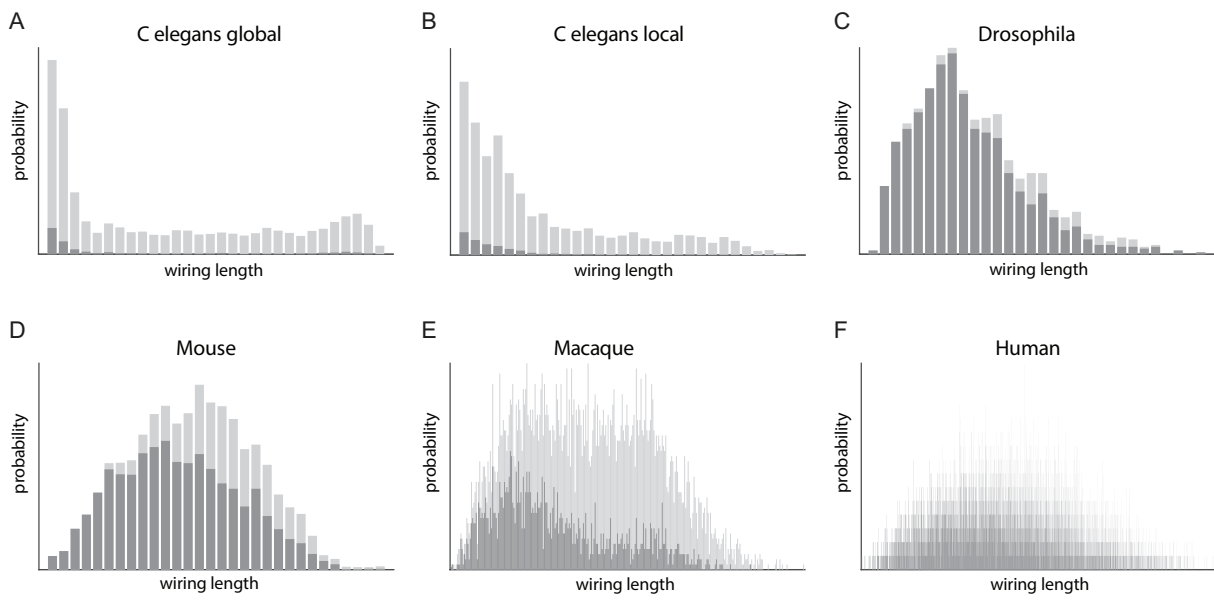 A
C elegans global
probability
wiring length
B
C elegans local
probability
wiring length
C
Drosophila
probability
wiring length
D
Mouse
probability
wiring length
E
Macaque
probability
wiring length
F
Human
probability
wiring length